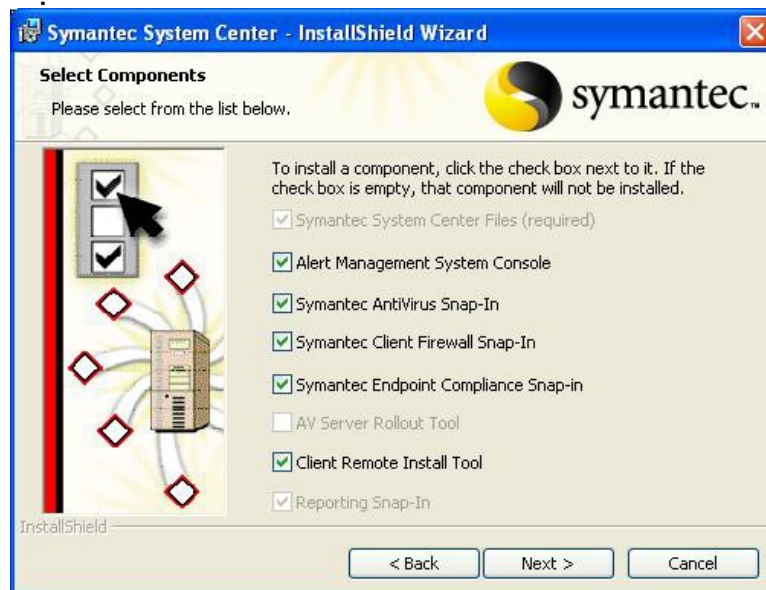 Symantec System Center - InstallShield Wizard
Select Components
Please select from the list below.
symantec™
To install a component, click the check box next to it. If the
check box is empty, that component will not be installed.
Symantec System Center Files (required)
Alert Management System Console
Symantec AntiVirus Snap-In
Symantec Client Firewall Snap-In
Symantec Endpoint Compliance Snap-in
AV Server Rollout Tool
Client Remote Install Tool
Reporting Snap-In
InstallShield
< Back
Next >
Cancel